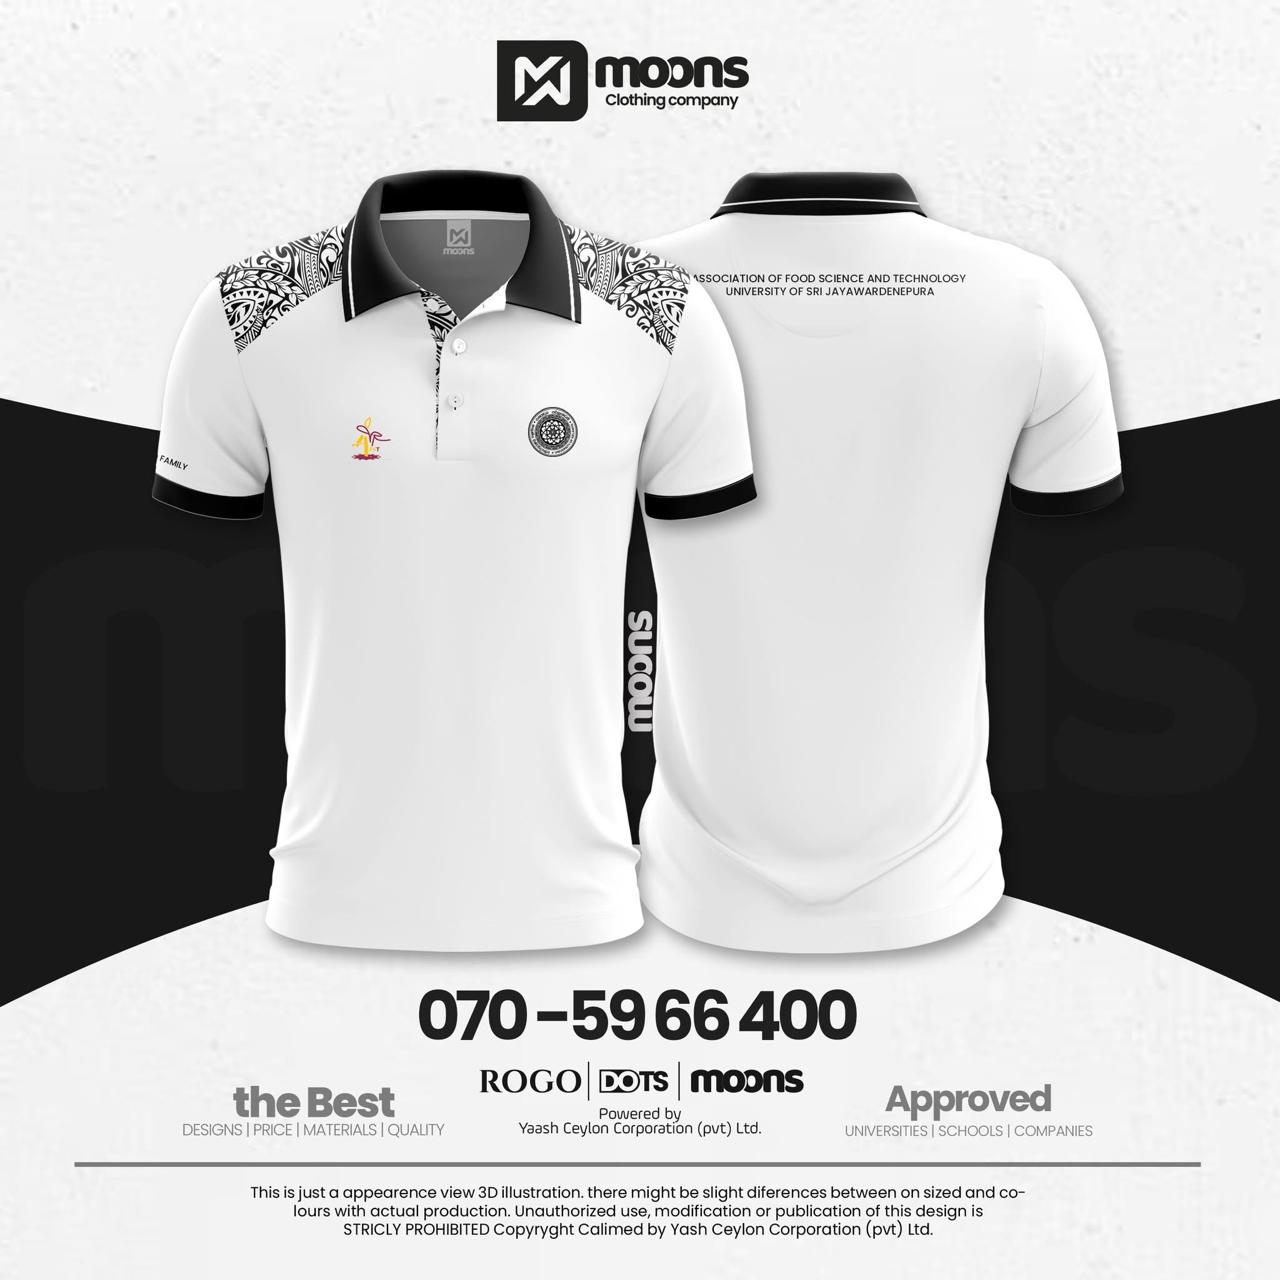 moons
Clothing company
moons
ASSOCIATION OF FOOD SCIENCE AND TECHNOLOGY
UNIVERSITY OF SRI JAYAWARDENEPURA
FAMILY
moons
070 - 59 66 400
ROGO | DOTS | moons
Powered by
Yaash Ceylon Corporation (pvt) Ltd.
the Best
DESIGNS | PRICE | MATERIALS | QUALITY
Approved
UNIVERSITIES | SCHOOLS | COMPANIES
This is just a appearence view 3D illustration. there might be slight diferences between on sized and co-
lours with actual production. Unauthorized use, modification or publication of this design is
STRICLY PROHIBITED Copyryght Calimed by Yash Ceylon Corporation (pvt) Ltd.